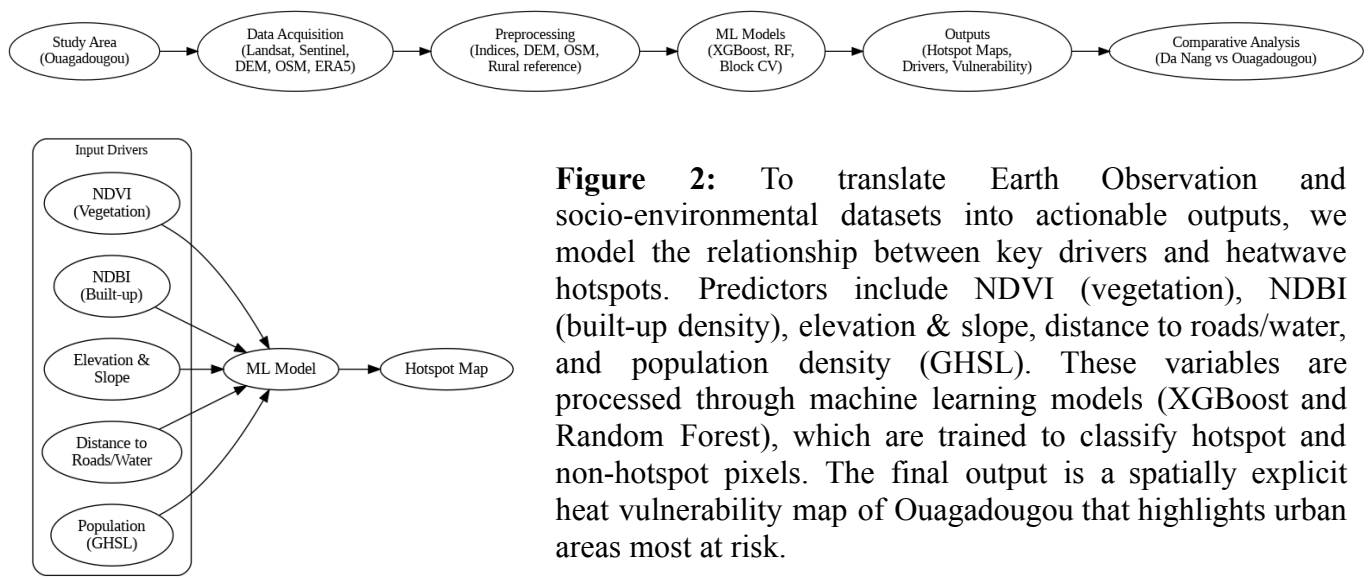 Study Area
(Ouagadougou)
Data Acquisition
(Landsat, Sentinel,
DEM, OSM, ERA5)
Preprocessing
(Indices, DEM, OSM,
Rural reference)
ML Models
(XGBoost, RF,
Block CV)
Outputs
(Hotspot Maps,
Drivers, Vulnerability)
Comparative Analysis
(Da Nang vs Ouagadougou)
Input Drivers
NDVI
(Vegetation)
NDBI
(Built-up)
Elevation &
Slope
Distance to
Roads/Water
Population
(GHSL)
ML Model
Hotspot Map
Figure 2: To translate Earth Observation and
socio-environmental datasets into actionable outputs, we
model the relationship between key drivers and heatwave
hotspots. Predictors include NDVI (vegetation), NDBI
(built-up density), elevation & slope, distance to roads/water,
and population density (GHSL). These variables are
processed through machine learning models (XGBoost and
Random Forest), which are trained to classify hotspot and
non-hotspot pixels. The final output is a spatially explicit
heat vulnerability map of Ouagadougou that highlights urban
areas most at risk.